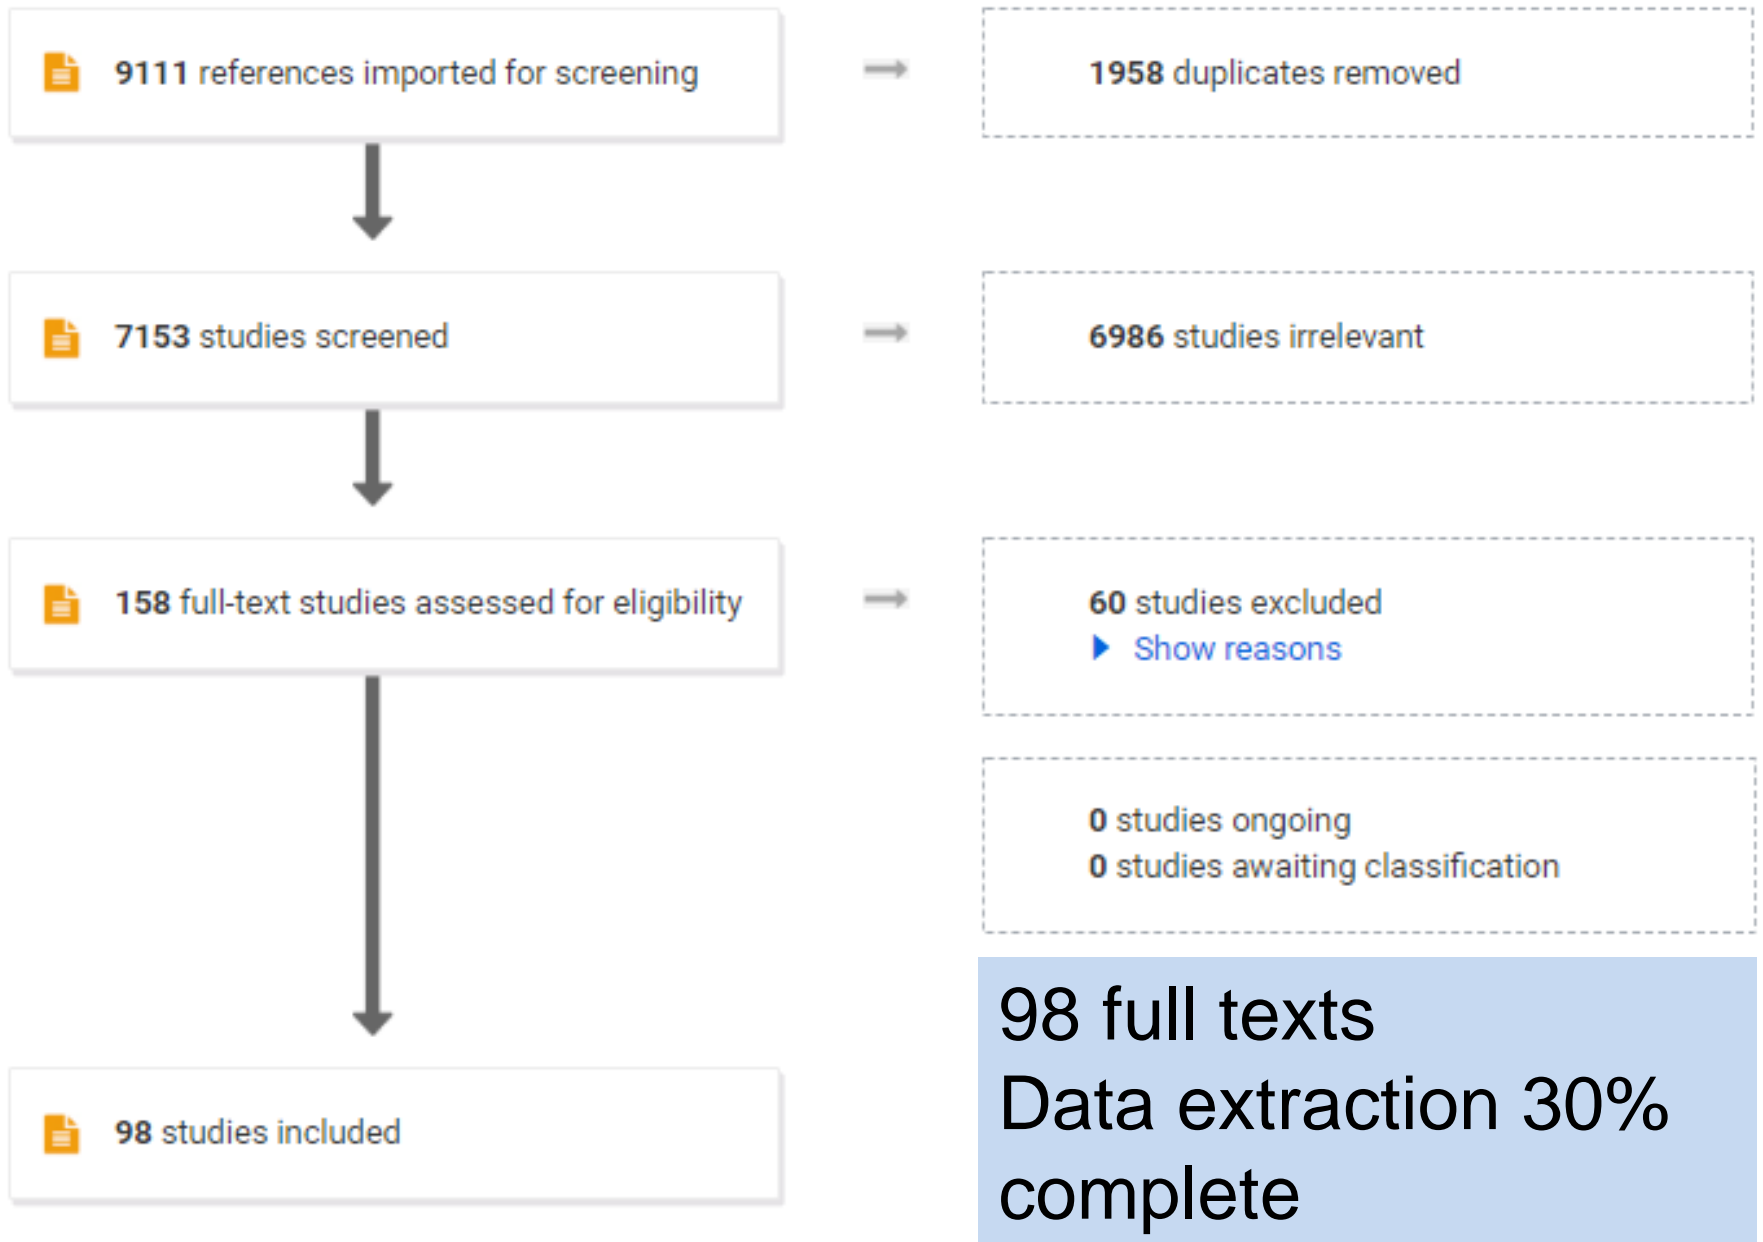 9111 references imported for screening
1958 duplicates removed
7153 studies screened
6986 studies irrelevant
158 full-text studies assessed for eligibility
60 studies excluded
Show reasons
0 studies ongoing
0 studies awaiting classification
98 studies included
98 full texts
Data extraction 30%
complete